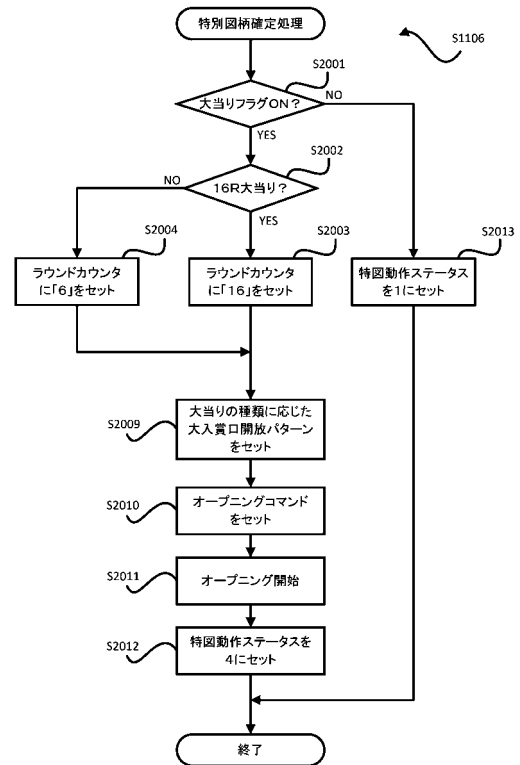 特別図柄確定処理
S1106
S2001
大当りフラグON？
NO
YES
S2002
16R大当り？
NO
YES
S2004
ラウンドカウンタ
に「6」をセット
S2003
ラウンドカウンタ
に「16」をセット
S2013
特図動作ステータス
を1にセット
S2009
大当りの種類に応じた
大入賞口開放パターン
をセット
S2010
オープニングコマンド
をセット
S2011
オープニング開始
S2012
特図動作ステータスを
4にセット
終了